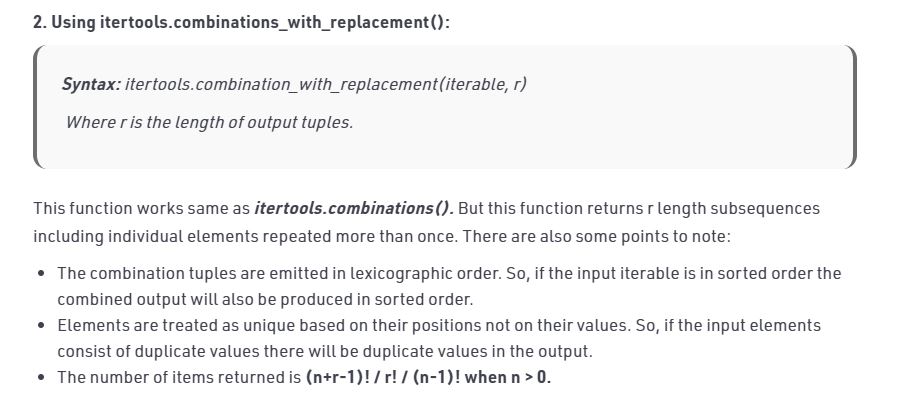 2. Using itertools.combinations_with_replacement():
Syntax: itertools.combination_with_replacement(iterable, r)
Where r is the length of output tuples.
This function works same as itertools.combinations(). But this function returns r length subsequences
including individual elements repeated more than once. There are also some points to note:
• The combination tuples are emitted in lexicographic order. So, if the input iterable is in sorted order the
combined output will also be produced in sorted order.
• Elements are treated as unique based on their positions not on their values. So, if the input elements
consist of duplicate values there will be duplicate values in the output.
• The number of items returned is (n+r-1)! / r! / (n-1)! when n > 0.